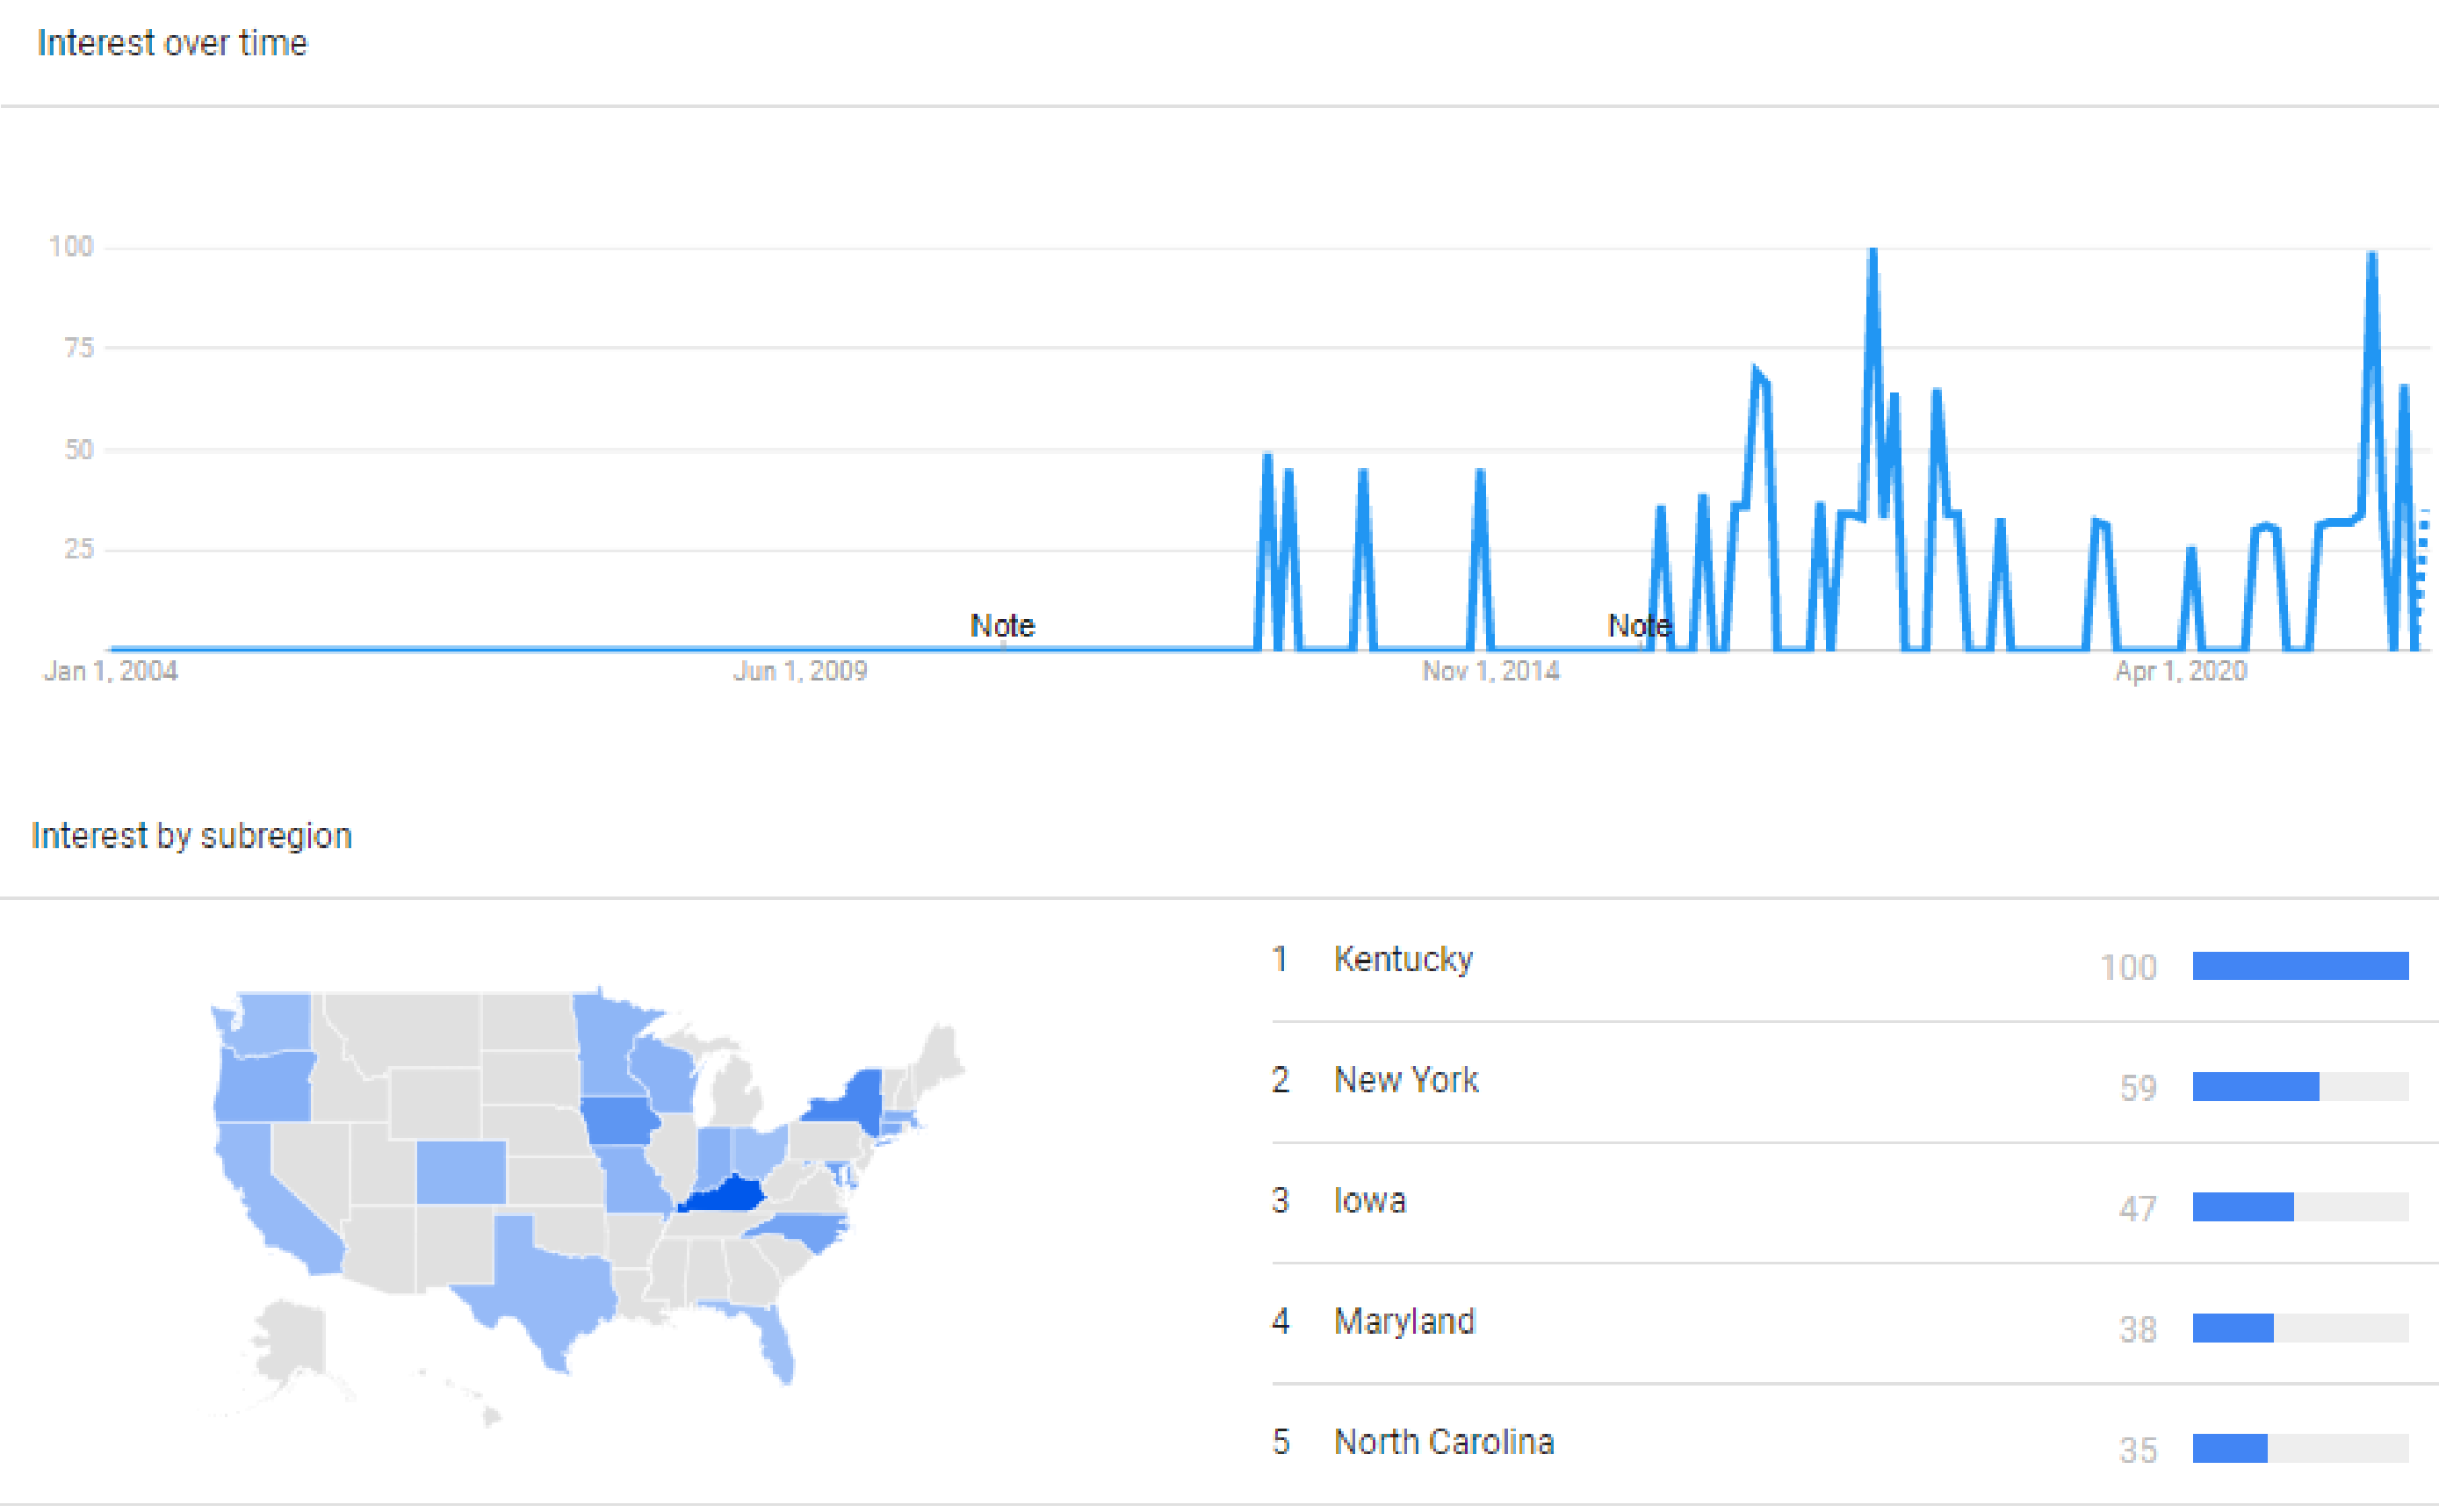 Interest over time
100
75
50
25
Note
Note
Jan 1, 2004
Jun 1, 2009
Nov 1, 2014
Apr 1, 2020
Interest by subregion
1 Kentucky 100
2 New York 59
3 Iowa 47
4 Maryland 38
5 North Carolina 35